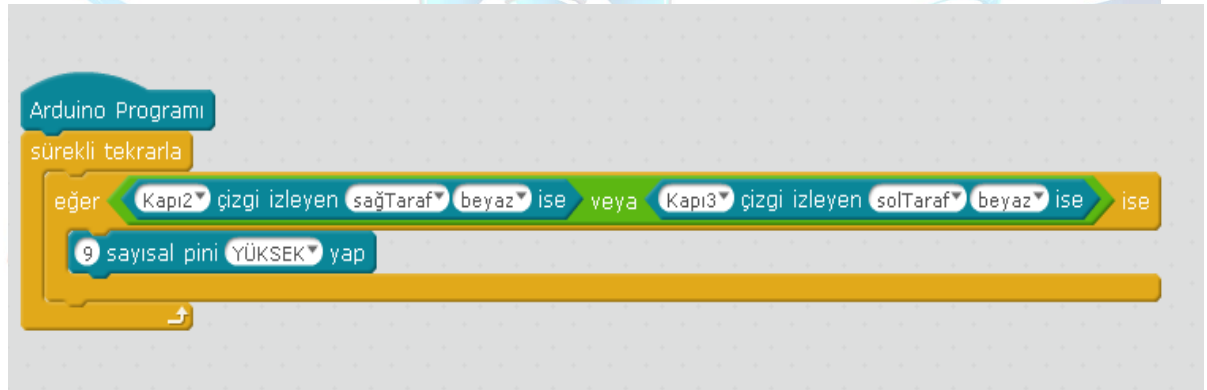 Arduino Programı
sürekli tekrarla
eğer Kapı2 çizgi izleyen sağTaraf beyaz ise veya Kapı3 çizgi izleyen solTaraf beyaz ise ise
9 sayısal pini YÜKSEK yap